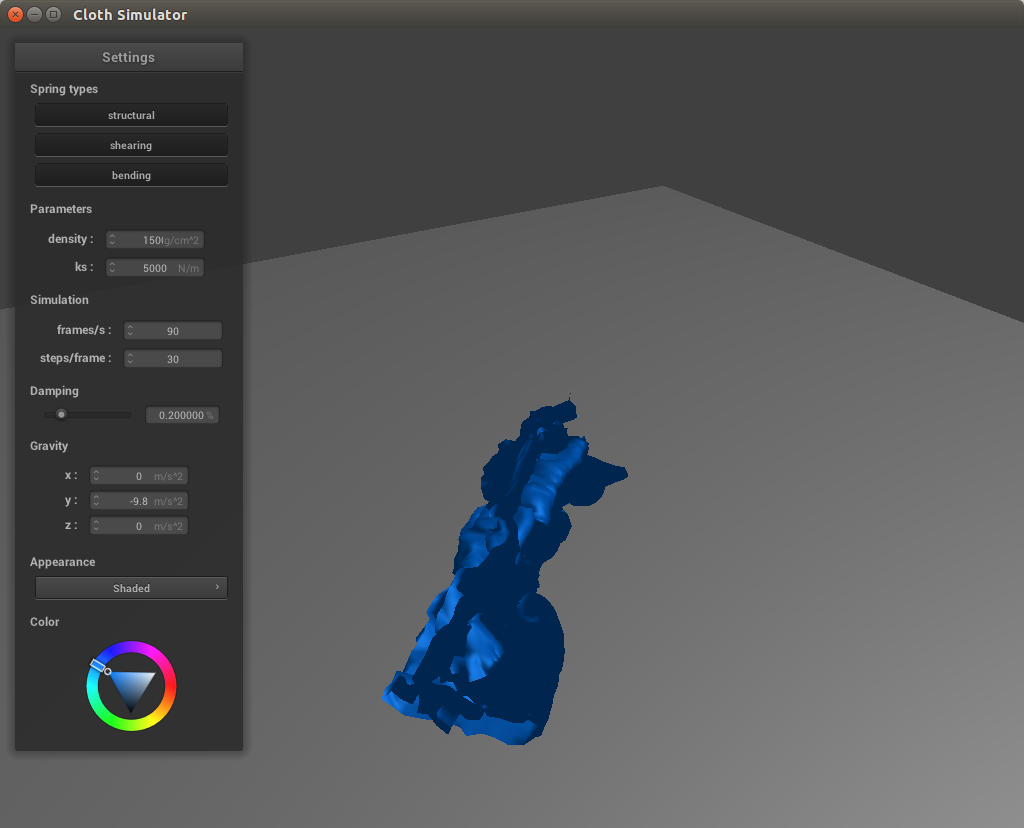 Cloth Simulator
Settings
Spring types
structural
shearing
bending
Parameters
density : 150 g/cm^2
ks : 5000 N/m
Simulation
frames/s : 90
steps/frame : 30
Damping
0.200000 %
Gravity
x : 0 m/s^2
y : -9.8 m/s^2
z : 0 m/s^2
Appearance
Shaded
Color